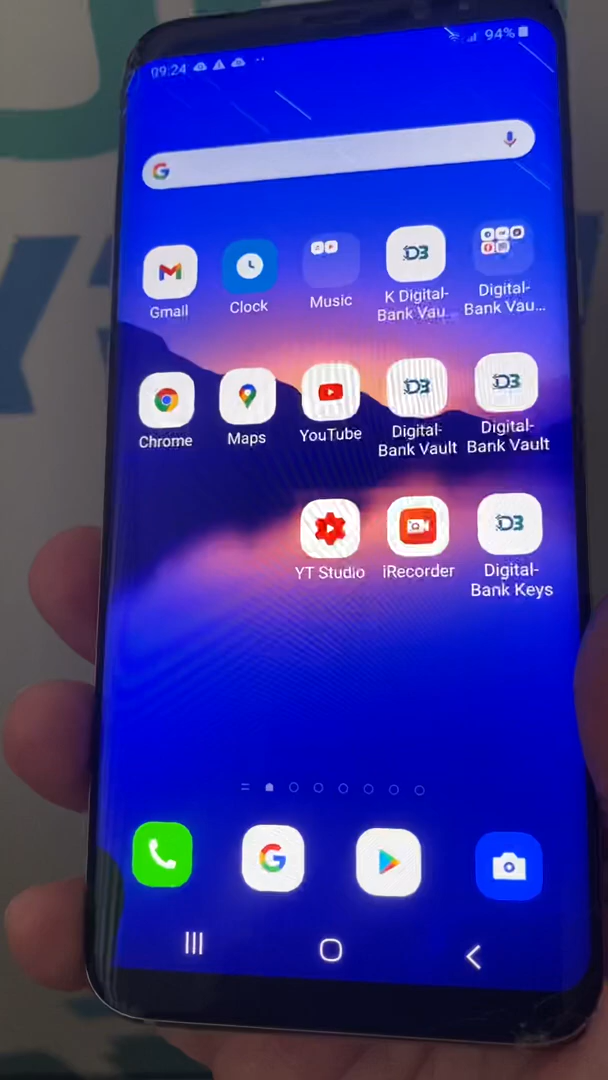 09:24
94%
Gmail
Clock
Music
K Digital-
Bank Vau...
Digital-
Bank Vau...
Chrome
Maps
YouTube
Digital-
Bank Vault
Digital-
Bank Vault
YT Studio
iRecorder
Digital-
Bank Keys